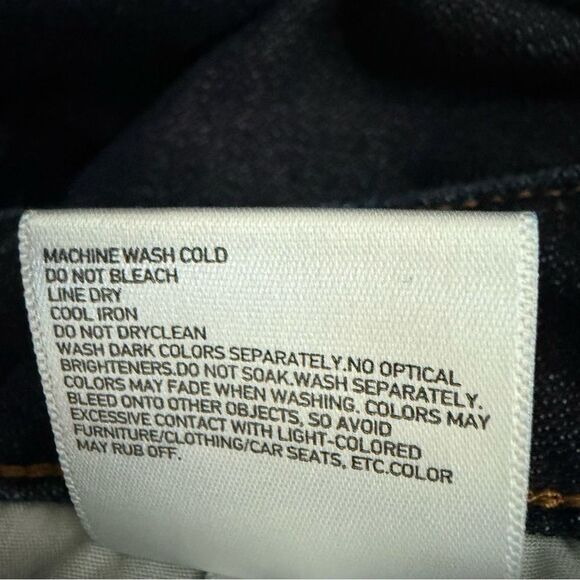 MACHINE WASH COLD
DO NOT BLEACH
LINE DRY
COOL IRON
DO NOT DRYCLEAN
WASH DARK COLORS SEPARATELY.NO OPTICAL
BRIGHTENERS.DO NOT SOAK.WASH SEPARATELY.
COLORS MAY FADE WHEN WASHING. COLORS MAY
BLEED ONTO OTHER OBJECTS, SO AVOID
EXCESSIVE CONTACT WITH LIGHT-COLORED
FURNITURE/CLOTHING/CAR SEATS, ETC.COLOR
MAY RUB OFF.